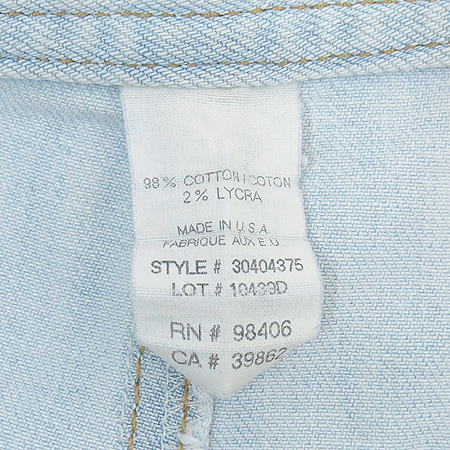 98% COTTON / COTON
2% LYCRA
MADE IN U.S.A.
FABRIQUE AUX E.U.
STYLE # 30404375
LOT # 10439D
RN # 98406
CA # 39862